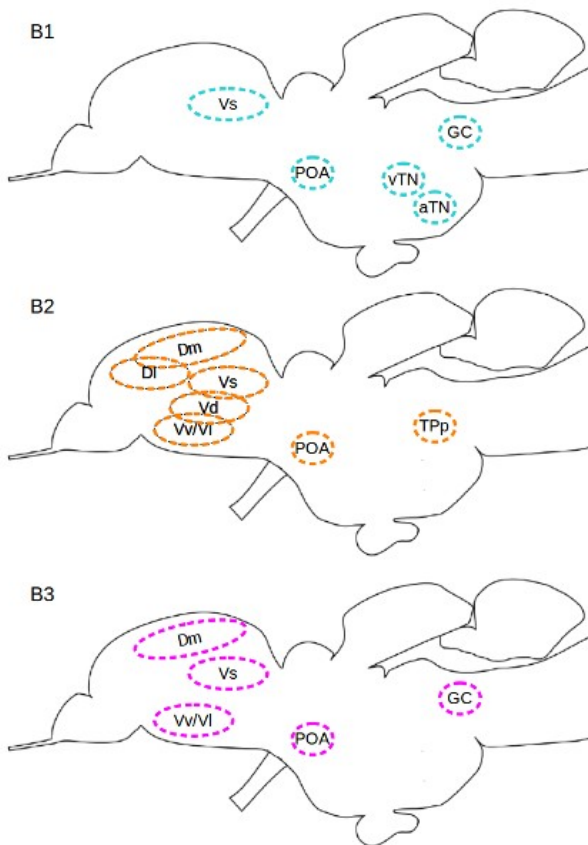 B1
Vs
GC
POA
vTN
aTN
B2
Dm
Dl
Vs
Vd
Vv/Vl
TPp
POA
B3
Dm
Vs
GC
Vv/Vl
POA